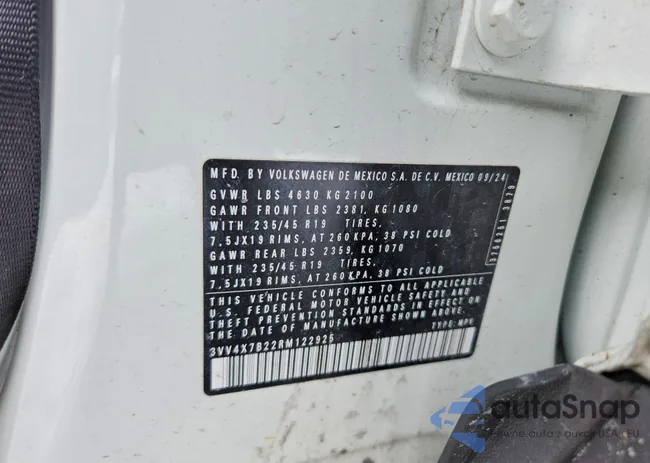 MFD BY VOLKSWAGEN DE MEXICO S.A. DE C.V. MEXICO 09/24
GVWR LBS 4630 KG 2100
GAWR FRONT LBS 2381, KG 1080
WITH 235/45 R19 TIRES.
7.5JX19 RIMS, AT 260 KPA, 38 PSI COLD
GAWR REAR LBS 2359, KG 1070
WITH 235/45 R19 TIRES.
7.5JX19 RIMS, AT 260 KPA, 38 PSI COLD
THIS VEHICLE CONFORMS TO ALL APPLICABLE
U.S. FEDERAL MOTOR VEHICLE SAFETY AND
THEFT PREVENTION STANDARDS IN EFFECT ON THE
DATE OF MANUFACTURE SHOWN ABOVE.
3VV4X7B22RM122925 TYPE:MPV
autoSnap
aukcji USA i EU